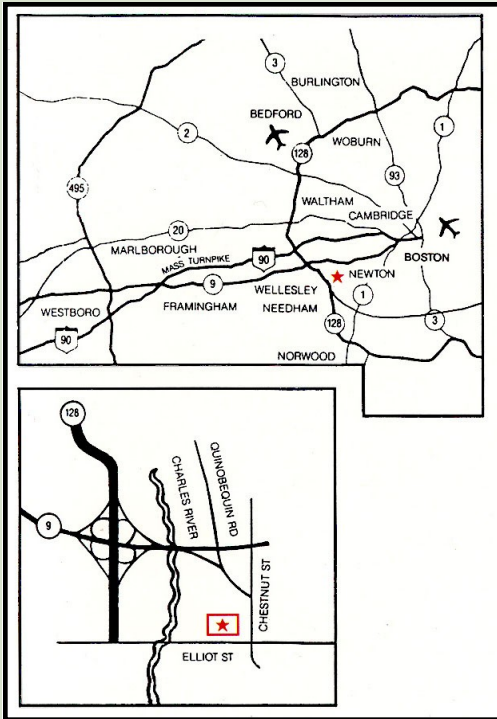 3
BURLINGTON
BEDFORD
1
2
128
WOBURN
93
495
WALTHAM
CAMBRIDGE
20
MARLBOROUGH
BOSTON
MASS TURNPIKE
90
NEWTON
9
WELLESLEY
1
WESTBORO
FRAMINGHAM
NEEDHAM
128
3
90
NORWOOD
128
9
CHARLES RIVER
QUINOBEQUIN RD
CHESTNUT ST
ELLIOT ST